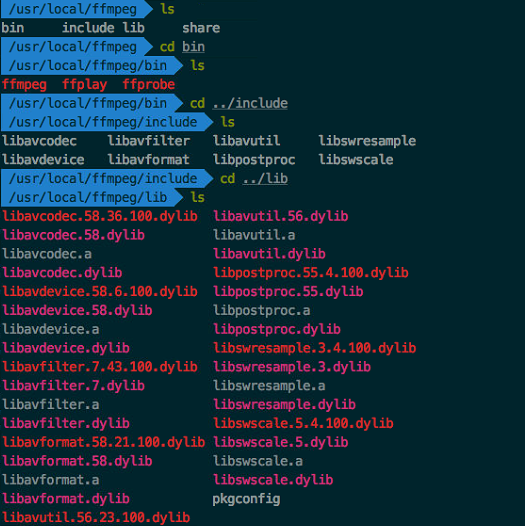 /usr/local/ffmpeg ls
bin include lib share
/usr/local/ffmpeg cd bin
/usr/local/ffmpeg/bin ls
ffmpeg ffplay ffprobe
/usr/local/ffmpeg/bin cd ../include
/usr/local/ffmpeg/include ls
libavcodec libavfilter libavutil libswresample
libavdevice libavformat libpostproc libswscale
/usr/local/ffmpeg/include cd ../lib
/usr/local/ffmpeg/lib ls
libavcodec.58.36.100.dylib libavutil.56.dylib
libavcodec.58.dylib libavutil.a
libavcodec.a libavutil.dylib
libavcodec.dylib libpostproc.55.4.100.dylib
libavdevice.58.6.100.dylib libpostproc.55.dylib
libavdevice.58.dylib libpostproc.a
libavdevice.a libpostproc.dylib
libavdevice.dylib libswresample.3.4.100.dylib
libavfilter.7.43.100.dylib libswresample.3.dylib
libavfilter.7.dylib libswresample.a
libavfilter.a libswresample.dylib
libavfilter.dylib libswscale.5.4.100.dylib
libavformat.58.21.100.dylib libswscale.5.dylib
libavformat.58.dylib libswscale.a
libavformat.a libswscale.dylib
libavformat.dylib pkgconfig
libavutil.56.23.100.dylib